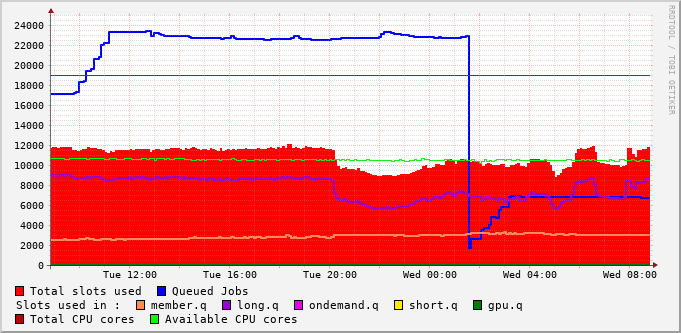 RRDTOOL / TOBI OETIKER
24000
22000
20000
18000
16000
14000
12000
10000
8000
6000
4000
2000
0
Tue 12:00 Tue 16:00 Tue 20:00 Wed 00:00 Wed 04:00 Wed 08:00
Total slots used Queued Jobs
Slots used in : member.q long.q ondemand.q short.q gpu.q
Total CPU cores Available CPU cores